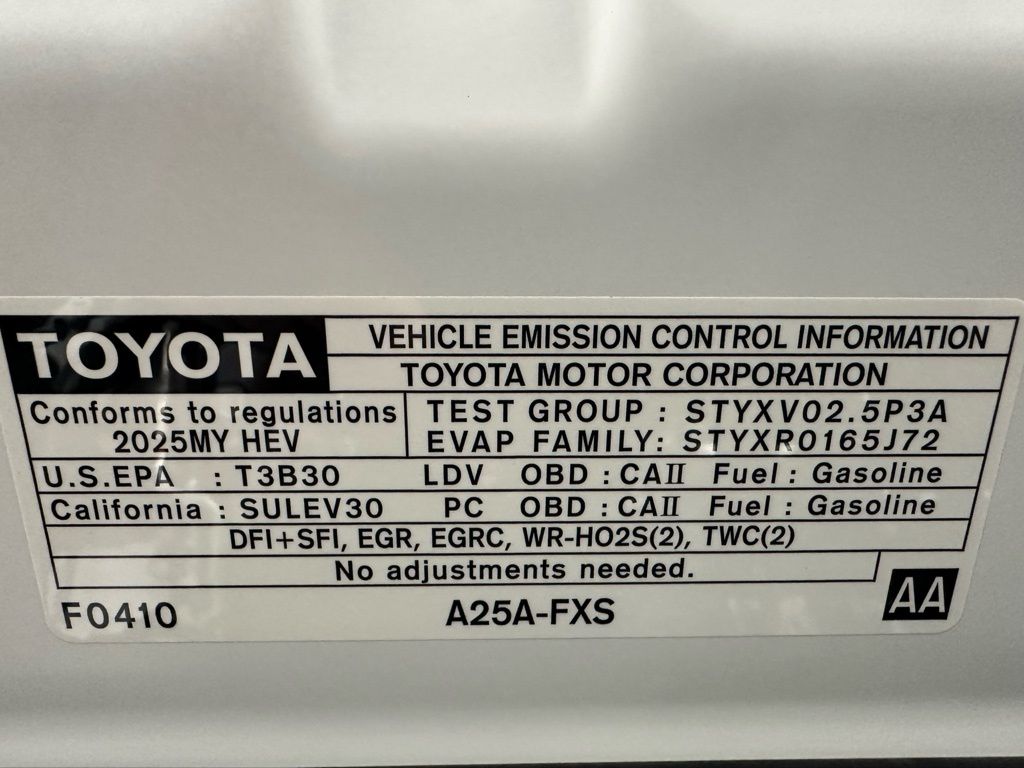 TOYOTA
VEHICLE EMISSION CONTROL INFORMATION
TOYOTA MOTOR CORPORATION
Conforms to regulations
2025MY HEV
TEST GROUP : STYXV02.5P3A
EVAP FAMILY: STYXR0165J72
U.S.EPA : T3B30 LDV OBD : CAII Fuel : Gasoline
California : SULEV30 PC OBD : CAII Fuel : Gasoline
DFI+SFI, EGR, EGRC, WR-HO2S(2), TWC(2)
No adjustments needed.
F0410 A25A-FXS AA